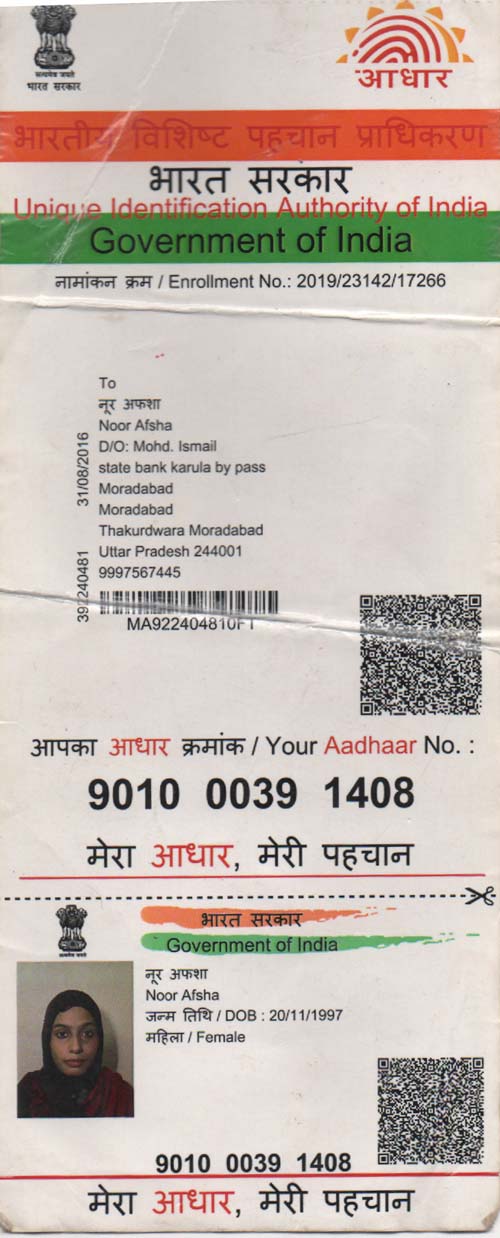 सत्यमेव जयते
भारत सरकार
आधार
भारतीय विशिष्ट पहचान प्राधिकरण
भारत सरकार
Unique Identification Authority of India
Government of India
नामांकन क्रम / Enrollment No.: 2019/23142/17266
To
नूर अफशा
Noor Afsha
D/O: Mohd. Ismail
state bank karula by pass
Moradabad
Moradabad
Thakurdwara Moradabad
Uttar Pradesh 244001
9997567445
31/08/2016
MA922404810FT
आपका आधार क्रमांक / Your Aadhaar No. :
9010 0039 1408
मेरा आधार, मेरी पहचान
भारत सरकार
Government of India
नूर अफशा
Noor Afsha
जन्म तिथि / DOB : 20/11/1997
महिला / Female
9010 0039 1408
मेरा आधार, मेरी पहचान